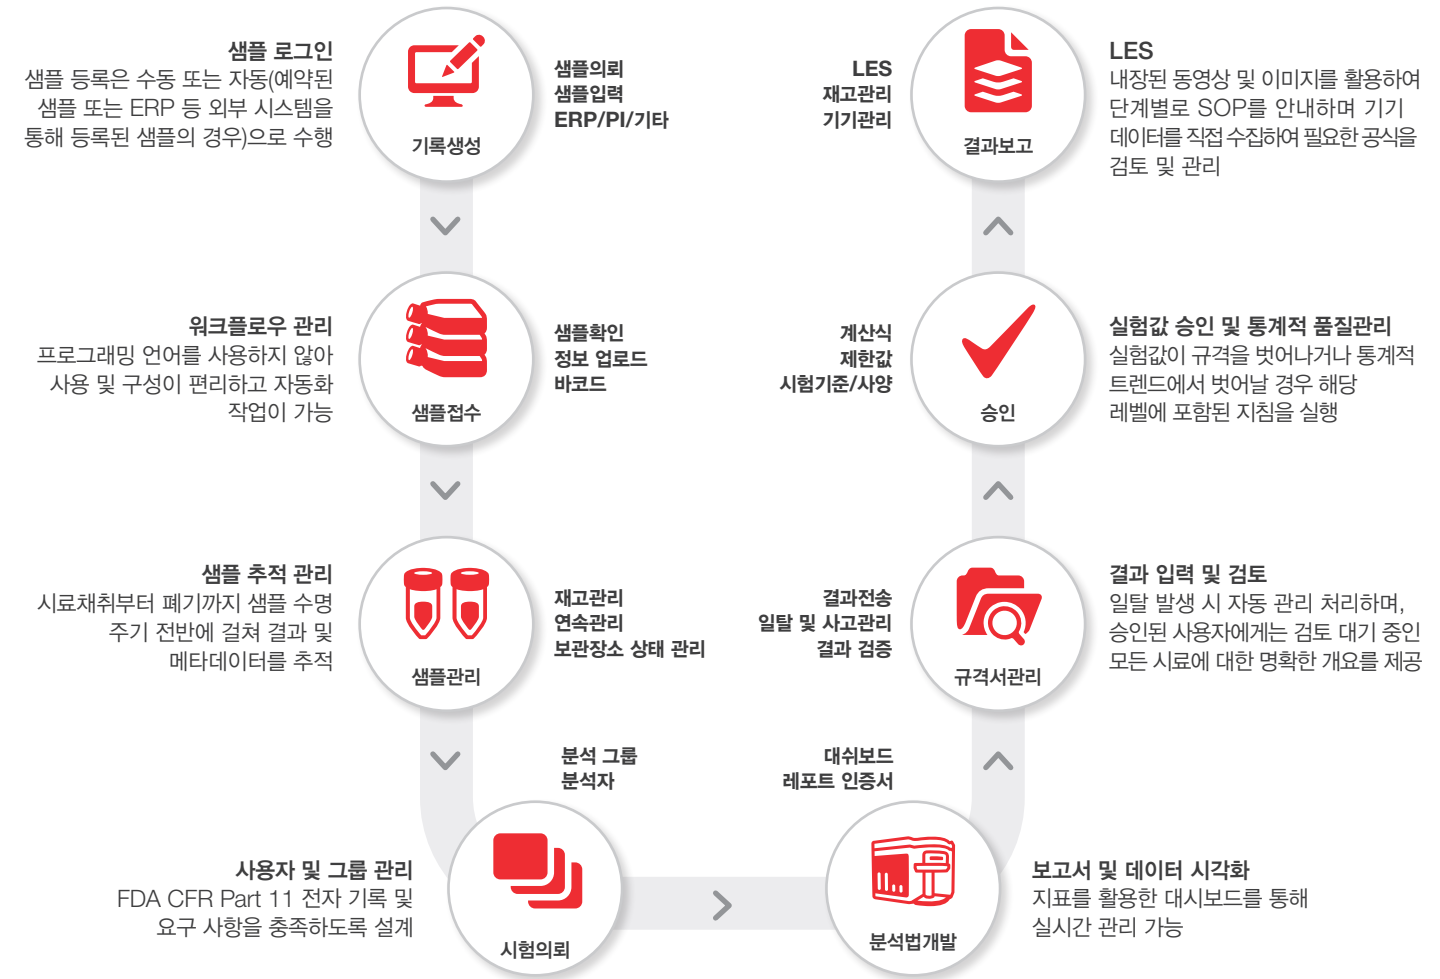 샘플 로그인
샘플 등록은 수동 또는 자동(예약된
샘플 또는 ERP 등 외부 시스템을
통해 등록된 샘플의 경우)으로 수행
기록생성
샘플의뢰
샘플입력
ERP/PI/기타
LES
재고관리
기기관리
결과보고
LES
내장된 동영상 및 이미지를 활용하여
단계별로 SOP를 안내하며 기기
데이터를 직접 수집하여 필요한 공식을
검토 및 관리
워크플로우 관리
프로그래밍 언어를 사용하지 않아
사용 및 구성이 편리하고 자동화
작업이 가능
샘플접수
샘플확인
정보 업로드
바코드
계산식
제한값
시험기준/사양
승인
실험값 승인 및 통계적 품질관리
실험값이 규격을 벗어나거나 통계적
트렌드에서 벗어날 경우 해당
레벨에 포함된 지침을 실행
샘플 추적 관리
시료채취부터 폐기까지 샘플 수명
주기 전반에 걸쳐 결과 및
메타데이터를 추적
샘플관리
재고관리
연속관리
보관장소 상태 관리
결과전송
일탈 및 사고관리
결과 검증
규격서관리
결과 입력 및 검토
일탈 발생 시 자동 관리 처리하며,
승인된 사용자에게는 검토 대기 중인
모든 시료에 대한 명확한 개요를 제공
분석 그룹
분석자
대쉬보드
레포트 인증서
사용자 및 그룹 관리
FDA CFR Part 11 전자 기록 및
요구 사항을 충족하도록 설계
시험의뢰
분석법개발
보고서 및 데이터 시각화
지표를 활용한 대시보드를 통해
실시간 관리 가능